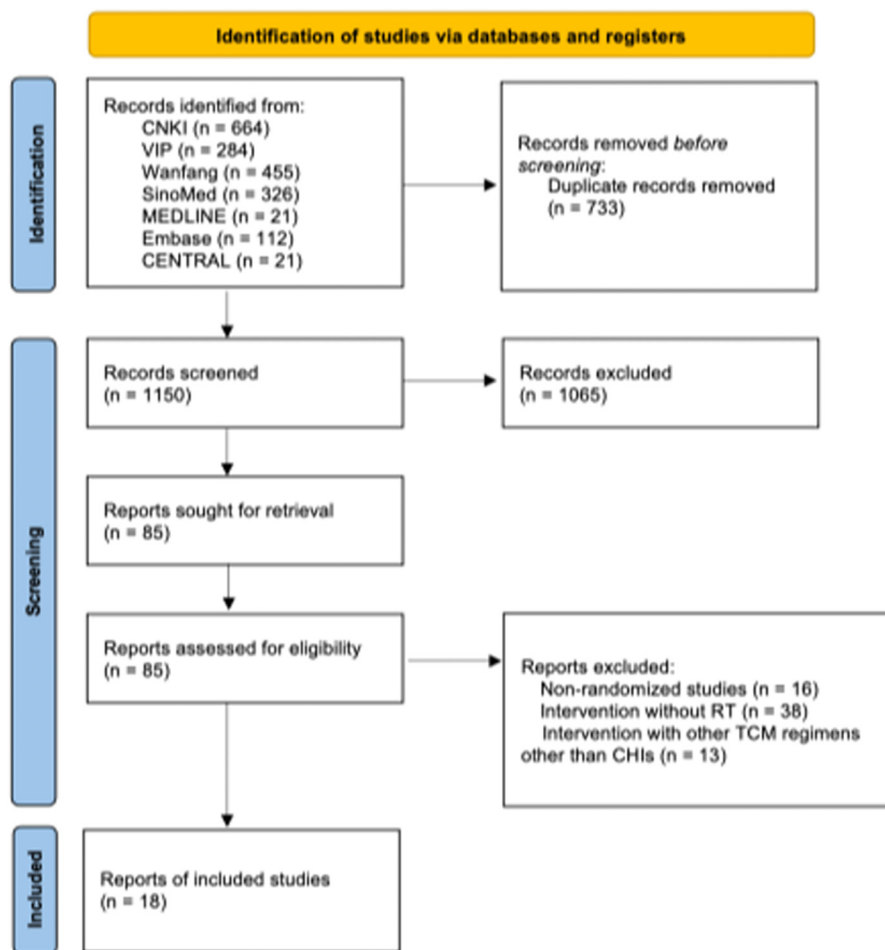 Identification of studies via databases and registers
Identification
Records identified from:
CNKI (n = 664)
VIP (n = 284)
Wanfang (n = 455)
SinoMed (n = 326)
MEDLINE (n = 21)
Embase (n = 112)
CENTRAL (n = 21)
Records removed before
screening:
Duplicate records removed
(n = 733)
Screening
Records screened
(n = 1150)
Records excluded
(n = 1065)
Reports sought for retrieval
(n = 85)
Reports assessed for eligibility
(n = 85)
Reports excluded:
Non-randomized studies (n = 16)
Intervention without RT (n = 38)
Intervention with other TCM regimens
other than CHIs (n = 13)
Included
Reports of included studies
(n = 18)